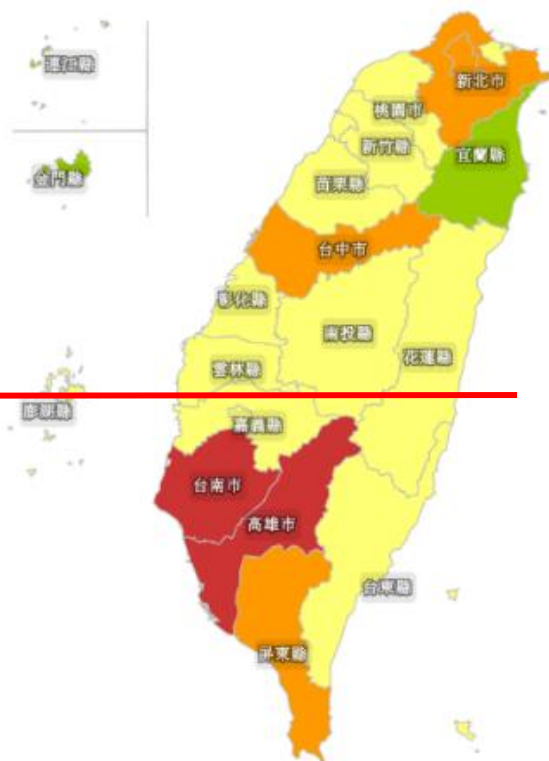 連江縣
新北市
桃園市
新竹縣
宜蘭縣
金門縣
苗栗縣
台中市
彰化縣
南投縣
花蓮縣
雲林縣
澎湖縣
嘉義縣
台南市
高雄市
台東縣
屏東縣